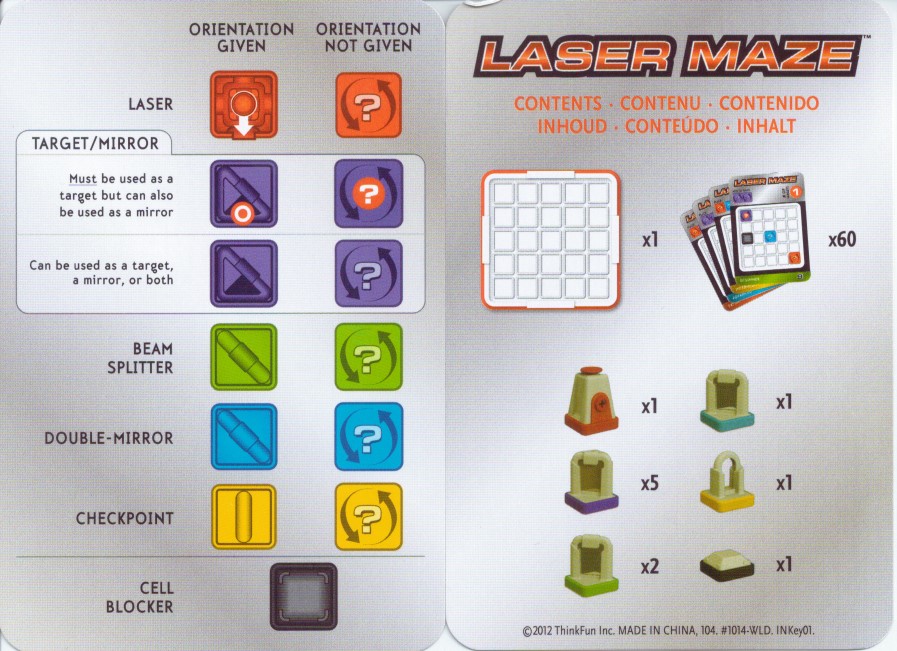 ORIENTATION
GIVEN
ORIENTATION
NOT GIVEN
LASER
?
TARGET/MIRROR
Must be used as a
target but can also
be used as a mirror
?
Can be used as a target,
a mirror, or both
?
BEAM
SPLITTER
?
DOUBLE-MIRROR
?
CHECKPOINT
?
CELL
BLOCKER
LASER MAZE™
CONTENTS · CONTENU · CONTENIDO
INHOUD · CONTEÚDO · INHALT
x1
LASER MAZE
1
x60
x1
x1
x5
x1
x2
x1
©2012 ThinkFun Inc. MADE IN CHINA, 104. #1014-WLD. INKey01.